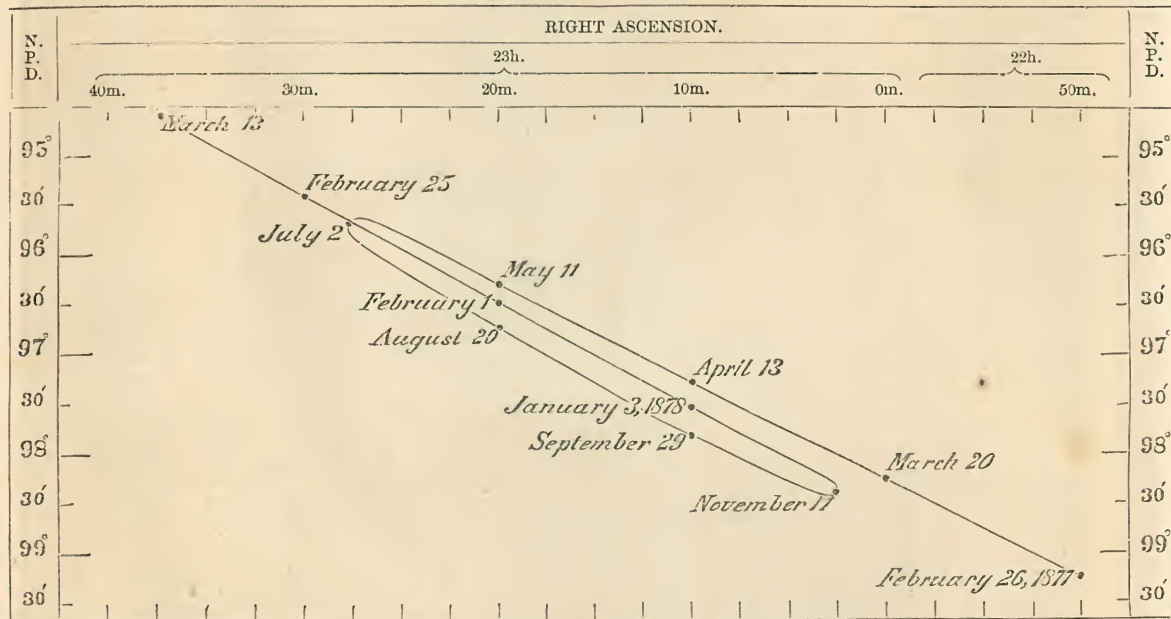 RIGHT ASCENSION.
N.
P.
D.
N.
P.
D.
23h.
22h.
40m. 30m. 20m. 10m. 0m. 50m.
March 13
95° 95°
February 25
30′ 30′
July 2
96° 96°
May 11
February 1
30′ 30′
August 20
97° 97°
April 13
January 3, 1878
30′ 30′
September 29
98° 98°
March 20
30′ 30′
November 17
99° 99°
February 26, 1877
30′ 30′